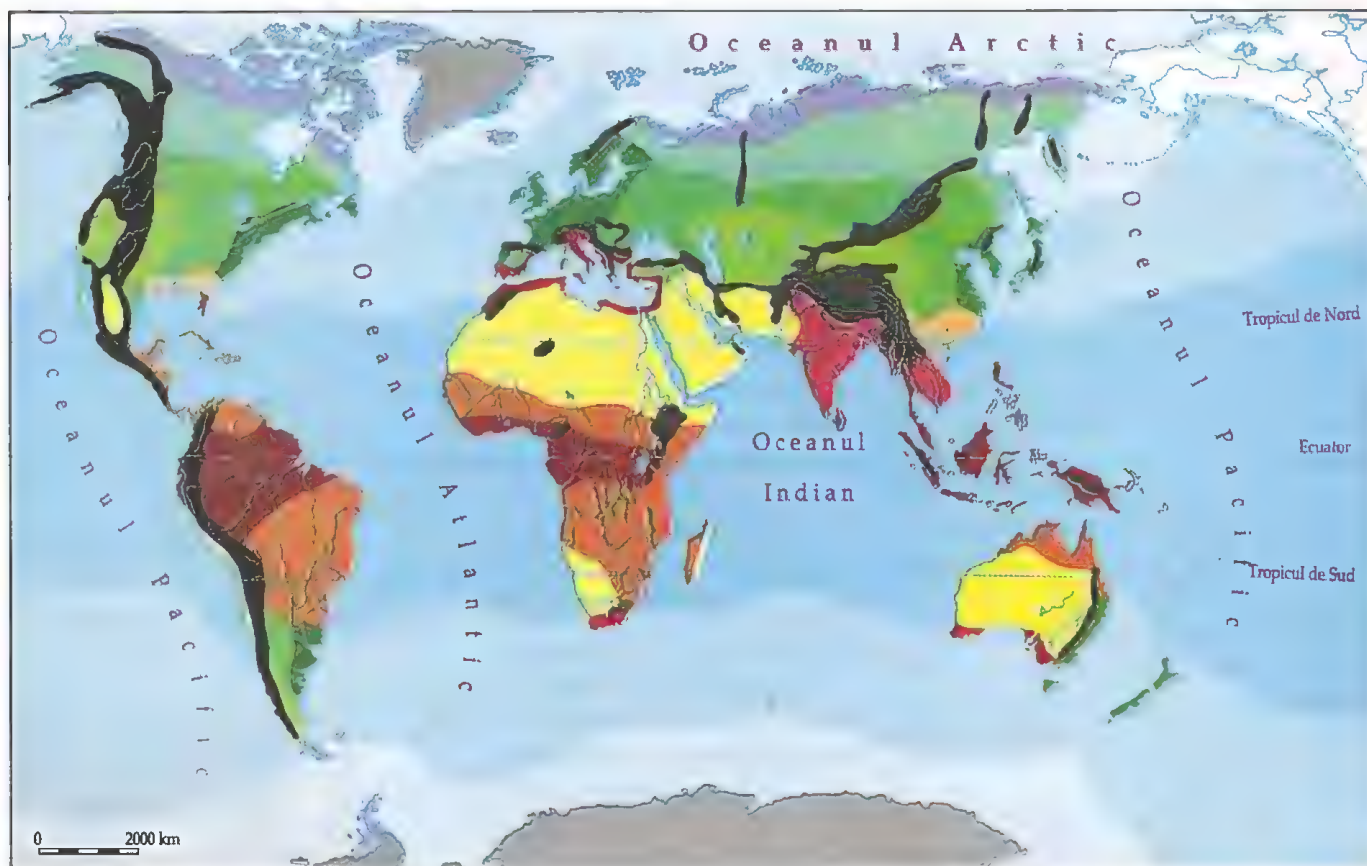 Oceanul Arctic
Oceanul Pacific
Oceanul Atlantic
Oceanul
Indian
Oceanul Pacific
Tropicul de Nord
Ecuator
Tropicul de Sud
0 2000 km